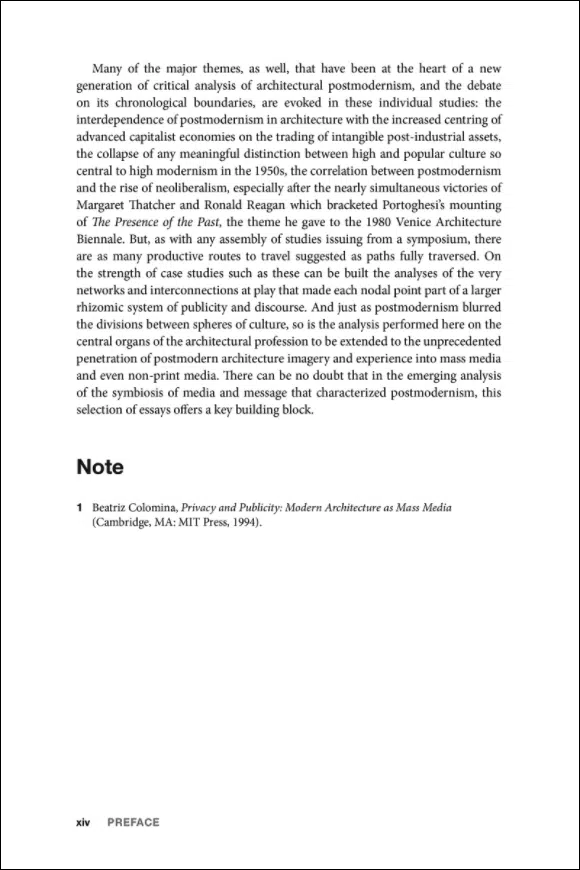 Many of the major themes, as well, that have been at the heart of a new
generation of critical analysis of architectural postmodernism, and the debate
on its chronological boundaries, are evoked in these individual studies: the
interdependence of postmodernism in architecture with the increased centring of
advanced capitalist economies on the trading of intangible post-industrial assets,
the collapse of any meaningful distinction between high and popular culture so
central to high modernism in the 1950s, the correlation between postmodernism
and the rise of neoliberalism, especially after the nearly simultaneous victories of
Margaret Thatcher and Ronald Reagan which bracketed Portoghesi's mounting
of The Presence of the Past, the theme he gave to the 1980 Venice Architecture
Biennale. But, as with any assembly of studies issuing from a symposium, there
are as many productive routes to travel suggested as paths fully traversed. On
the strength of case studies such as these can be built the analyses of the very
networks and interconnections at play that made each nodal point part of a larger
rhizomic system of publicity and discourse. And just as postmodernism blurred
the divisions between spheres of culture, so is the analysis performed here on the
central organs of the architectural profession to be extended to the unprecedented
penetration of postmodern architecture imagery and experience into mass media
and even non-print media. There can be no doubt that in the emerging analysis
of the symbiosis of media and message that characterized postmodernism, this
selection of essays offers a key building block.
Note
1 Beatriz Colomina, Privacy and Publicity: Modern Architecture as Mass Media
(Cambridge, MA: MIT Press, 1994).
xiv PREFACE